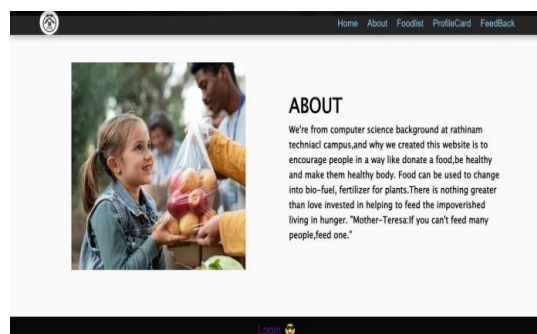 Home About Foodlist ProfileCard FeedBack
ABOUT
We're from computer science background at rathinam
techniacl campus,and why we created this website is to
encourage people in a way like donate a food,be healthy
and make them healthy body. Food can be used to change
into bio-fuel, fertilizer for plants.There is nothing greater
than love invested in helping to feed the impoverished
living in hunger. "Mother-Teresa:If you can't feed many
people,feed one."
Login 😎